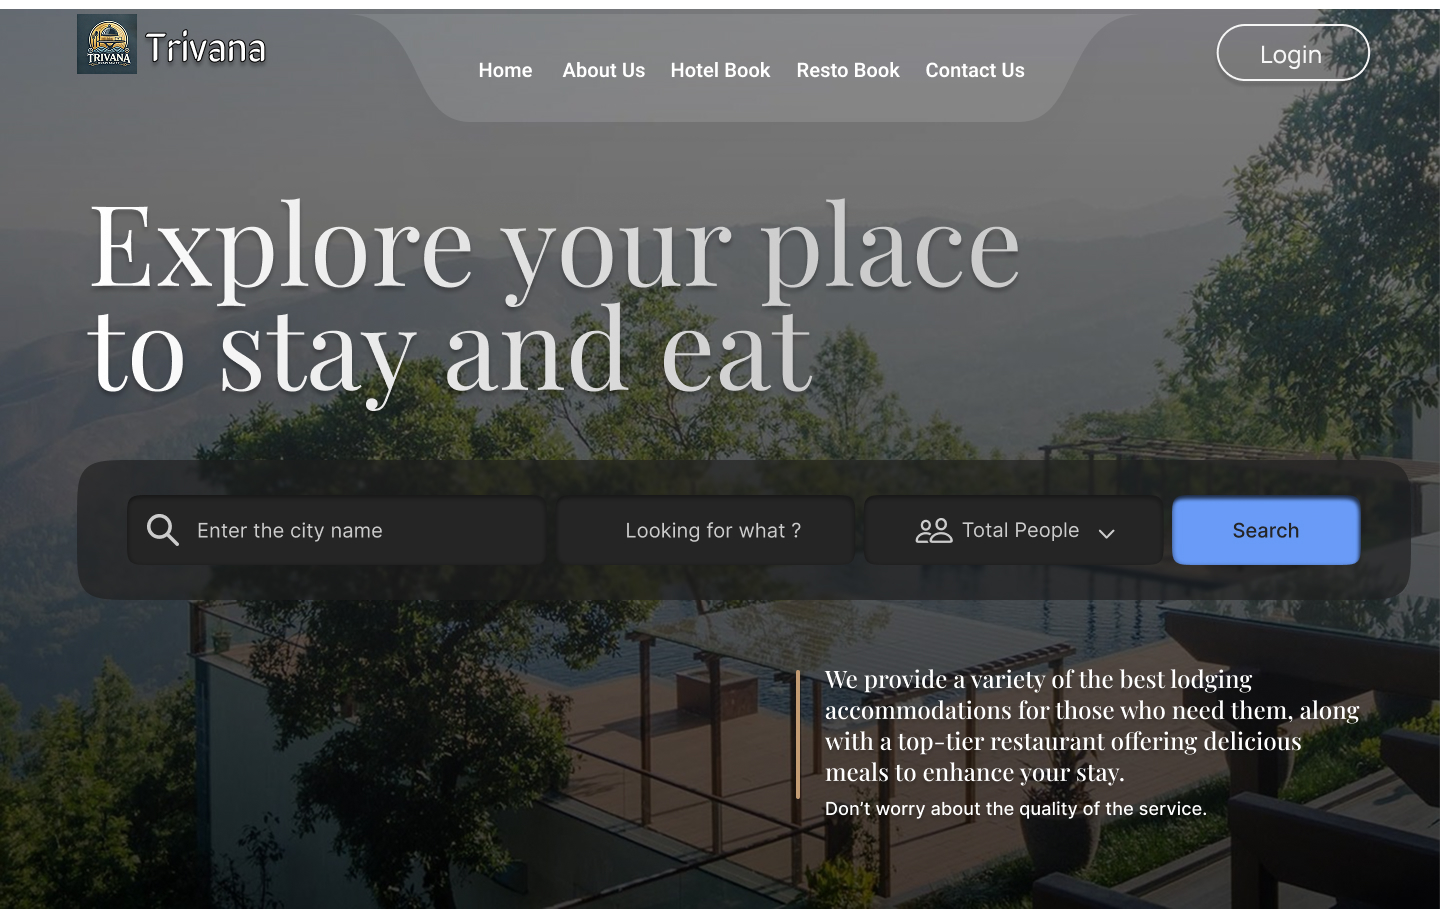 TRIVANA
Trivana
Home About Us Hotel Book Resto Book Contact Us
Login
Explore your place
to stay and eat
Enter the city name
Looking for what ?
Total People
Search
We provide a variety of the best lodging
accommodations for those who need them, along
with a top-tier restaurant offering delicious
meals to enhance your stay.
Don't worry about the quality of the service.